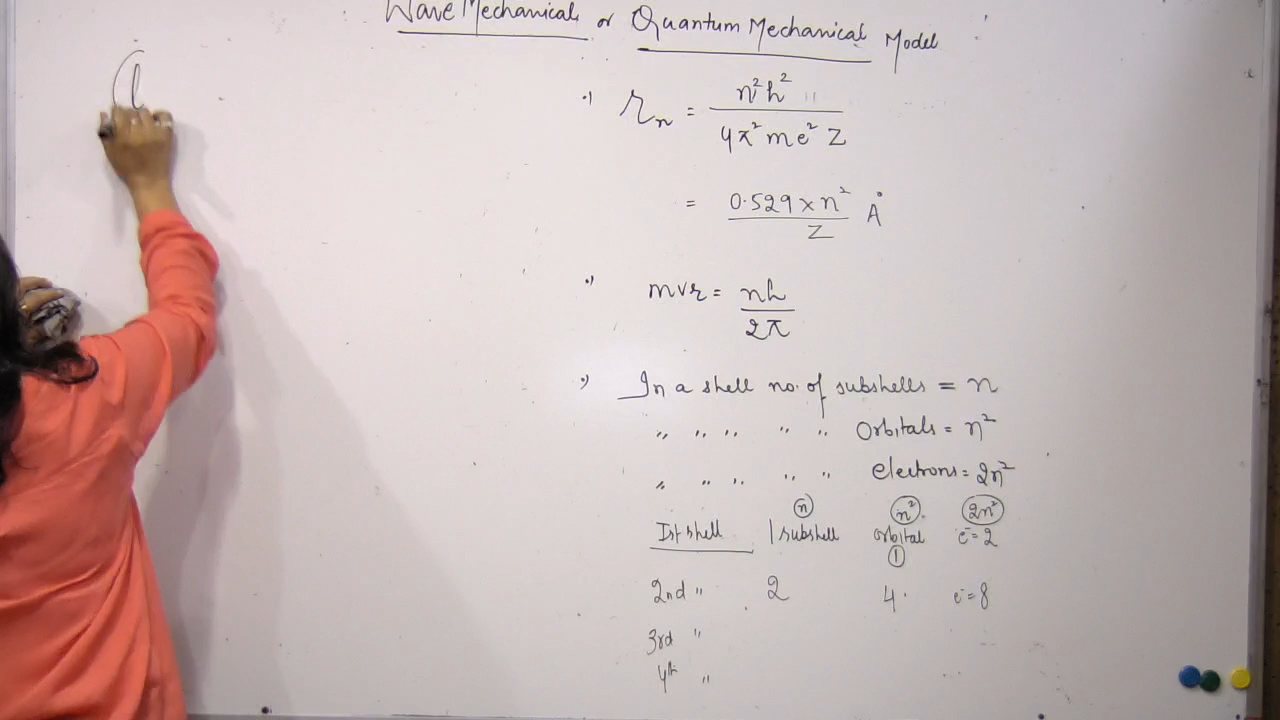 Wave Mechanical or Quantum Mechanical Model
(l
•) rₙ = n²h² / 4π²me²Z
= 0.529 × n² / Z Å
•) mvr = nh / 2π
•) In a shell no. of subshells = n
" " " " " Orbitals = n²
" " " " " electrons = 2n²
n n² 2n²
Ist shell 1 subshell orbital e⁻ = 2
1
2nd " 2 4 e⁻ = 8
3rd "
4th "